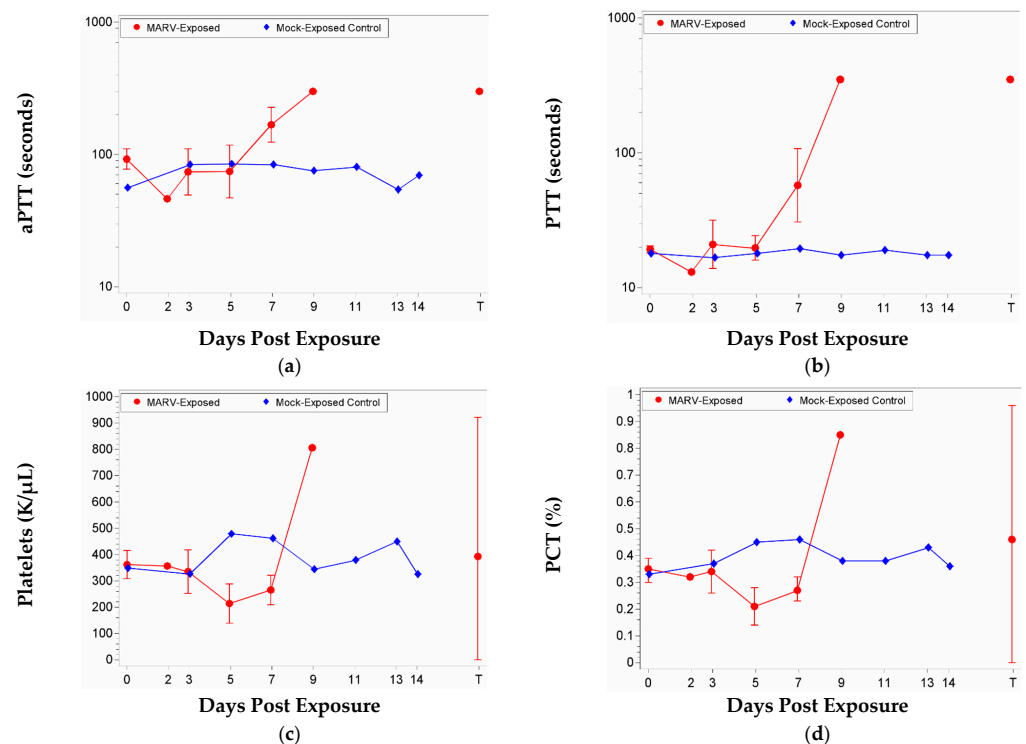 1000
MARV-Exposed Mock-Exposed Control
100
10
aPTT (seconds)
0 2 3 5 7 9 11 13 14 T
Days Post Exposure
(a)
1000
MARV-Exposed Mock-Exposed Control
100
10
PTT (seconds)
0 2 3 5 7 9 11 13 14 T
Days Post Exposure
(b)
1000
MARV-Exposed Mock-Exposed Control
900
800
700
600
500
400
300
200
100
0
Platelets (K/µL)
0 2 3 5 7 9 11 13 14 T
Days Post Exposure
(c)
1
MARV-Exposed Mock-Exposed Control
0.9
0.8
0.7
0.6
0.5
0.4
0.3
0.2
0.1
0
PCT (%)
0 2 3 5 7 9 11 13 14 T
Days Post Exposure
(d)